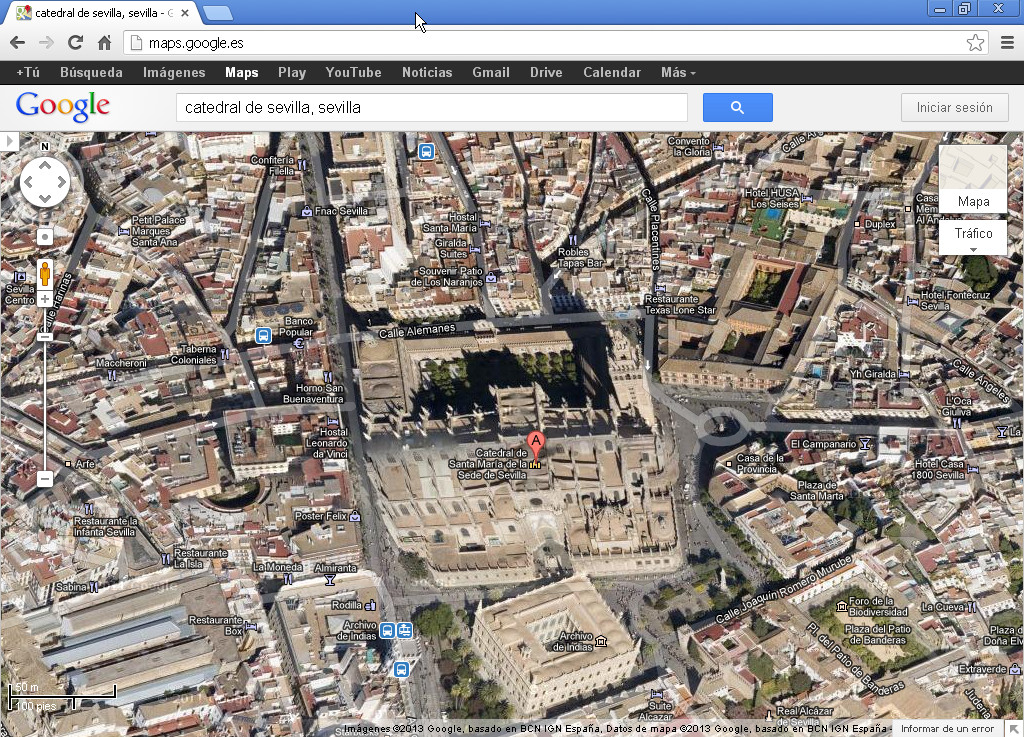 catedral de sevilla, sevilla - G
maps.google.es
+Tú Búsqueda Imágenes Maps Play YouTube Noticias Gmail Drive Calendar Más
Google
catedral de sevilla, sevilla
Iniciar sesión
N
Mapa
Tráfico
Confitería
Filella
Convento
la Gloria
Fnac Sevilla
Petit Palace
Marques
Santa Ana
Hostal
Santa María
Giralda
Suites
Souvenir Patio
de Los Naranjos
Robles
Tapas Bar
Calle Placentines
Hotel HUSA
Los Seises
Duplex
Casa
Mem
Al Andalu
Sevilla
Centro
Calle Harinas
Restaurante
Texas Lone Star
Hotel Fontecruz
Sevilla
Banco
Popular
Calle Alemanes
Taberna
Coloniales
Maccheroni
Horno San
Buenaventura
Yh Giralda
Calle Angeles
L'Oca
Giuliva
La
Hostal
Leonardo
da Vinci
A
Catedral de
Santa María de la
Sede de Sevilla
El Campanario
Casa de la
Provincia
Hotel Casa
1800 Sevilla
Plaza de
Santa Marta
Arfe
Poster Felix
Restaurante la
Infanta Sevilla
Restaurante
La Isla
La Moneda
Almiranta
Sabina
Rodilla
Restaurante
Box
Archivo
de Indias
Archivo
de Indias
Calle Joaquín Romero Murube
Foro de la
Biodiversidad
La Cueva
Plaza del Patio
de Banderas
Pl. del Patio de Banderas
Plaza d
Doña Elv
Extraverde
Judería
Suite
Alcazar
Real Alcázar
de Sevilla
50 m
100 pies
Imágenes ©2013 Google, basado en BCN IGN España, Datos de mapa ©2013 Google, basado en BCN IGN España -
Informar de un error